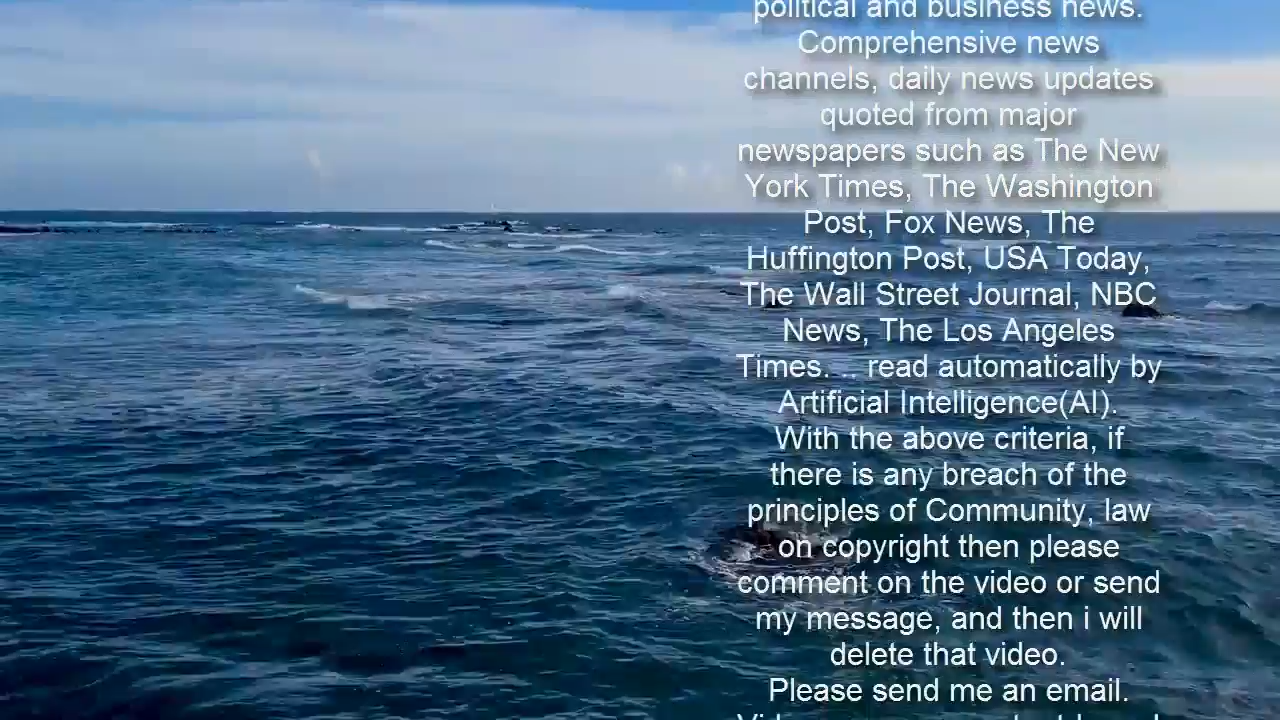 political and business news.
Comprehensive news
channels, daily news updates
quoted from major
newspapers such as The New
York Times, The Washington
Post, Fox News, The
Huffington Post, USA Today,
The Wall Street Journal, NBC
News, The Los Angeles
Times. .. read automatically by
Artificial Intelligence(AI).
With the above criteria, if
there is any breach of the
principles of Community, law
on copyright then please
comment on the video or send
my message, and then i will
delete that video.
Please send me an email.